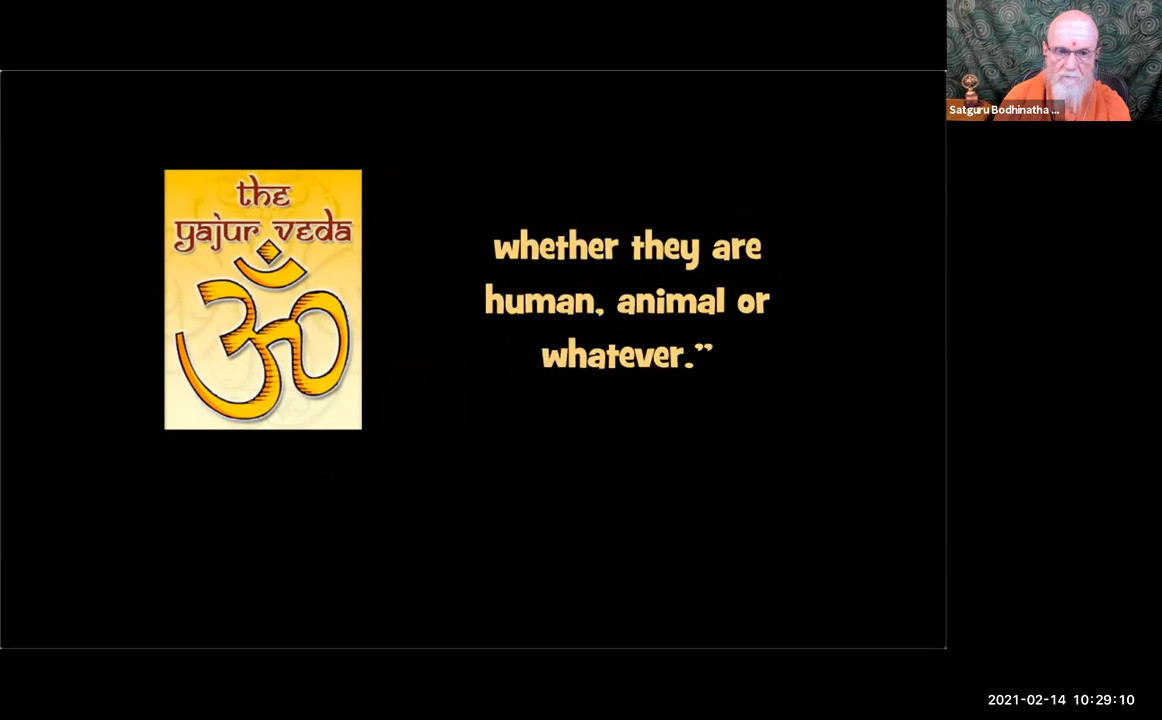 Satguru Bodhinatha ...
the
yajur veda
ॐ
whether they are
human, animal or
whatever.”
2021-02-14 10:29:10